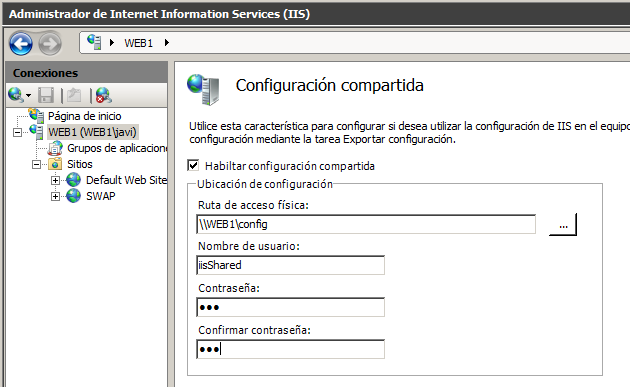 Administrador de Internet Information Services (IIS)
WEB1
Conexiones
Página de inicio
WEB1 (WEB1\javi)
Grupos de aplicacione
Sitios
Default Web Site
SWAP
Configuración compartida
Utilice esta característica para configurar si desea utilizar la configuración de IIS en el equipo
configuración mediante la tarea Exportar configuración.
Habiltar configuración compartida
Ubicación de configuración
Ruta de acceso física:
\\WEB1\config
...
Nombre de usuario:
iisShared
Contraseña:
●●●
Confirmar contraseña:
●●●